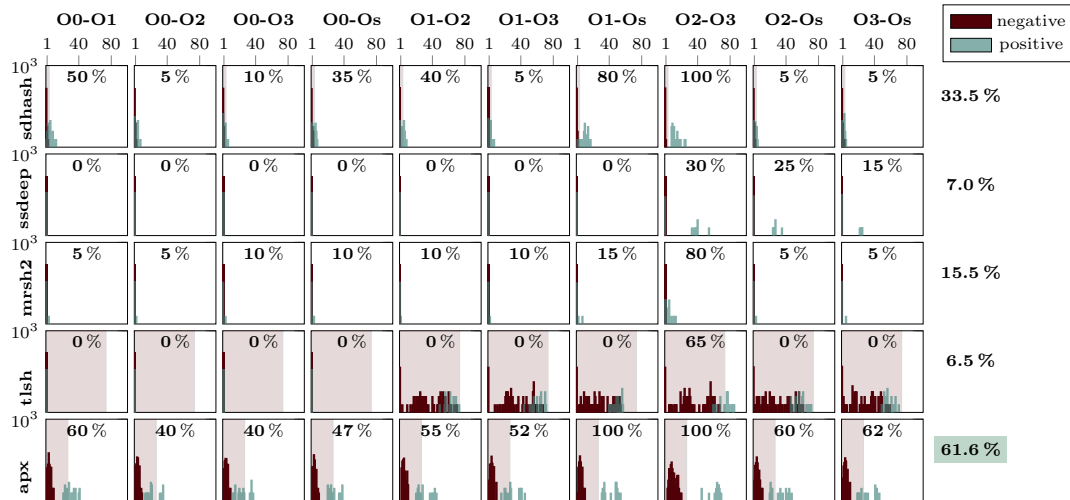 O0-O1 O0-O2 O0-O3 O0-Os O1-O2 O1-O3 O1-Os O2-O3 O2-Os O3-Os
1 40 80 1 40 80 1 40 80 1 40 80 1 40 80 1 40 80 1 40 80 1 40 80 1 40 80 1 40 80
negative
positive
10³
sdhash
50 % 5 % 10 % 35 % 40 % 5 % 80 % 100 % 5 % 5 % 33.5 %
10³
ssdeep
0 % 0 % 0 % 0 % 0 % 0 % 0 % 30 % 25 % 15 % 7.0 %
10³
mrsh2
5 % 5 % 10 % 10 % 10 % 10 % 15 % 80 % 5 % 5 % 15.5 %
10³
tlsh
0 % 0 % 0 % 0 % 0 % 0 % 0 % 65 % 0 % 0 % 6.5 %
10³
apx
60 % 40 % 40 % 47 % 55 % 52 % 100 % 100 % 60 % 62 % 61.6 %